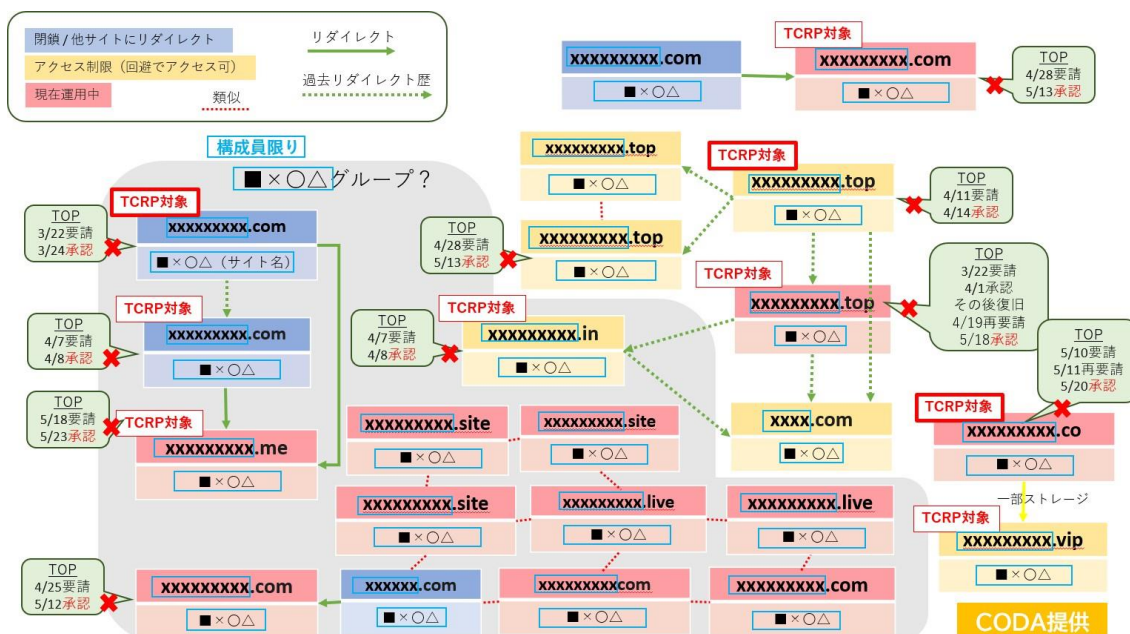 閉鎖/他サイトにリダイレクト
アクセス制限（回避でアクセス可）
現在運用中
類似
リダイレクト
過去リダイレクト歴
xxxxxxxxx.com
■×〇△
TCRP対象
xxxxxxxxx.com
■×〇△
TOP
4/28要請
5/13承認
構成員限り
■×〇△グループ？
TCRP対象
xxxxxxxxx.com
■×〇△（サイト名）
TOP
3/22要請
3/24承認
xxxxxxxxx.top
■×〇△
xxxxxxxxx.top
■×〇△
TOP
4/28要請
5/13承認
TCRP対象
xxxxxxxxx.top
■×〇△
TOP
4/11要請
4/14承認
TCRP対象
xxxxxxxxx.com
■×〇△
TOP
4/7要請
4/8承認
TCRP対象
xxxxxxxxx.in
■×〇△
TOP
4/7要請
4/8承認
TCRP対象
xxxxxxxxx.top
■×〇△
TOP
3/22要請
4/1承認
その後復旧
4/19再要請
5/18承認
TOP
5/10要請
5/11再要請
5/20承認
TOP
5/18要請
5/23承認
TCRP対象
xxxxxxxxx.me
■×〇△
xxxxxxxxx.site
■×〇△
xxxxxxxxx.site
■×〇△
xxxx.com
■×〇△
TCRP対象
xxxxxxxxx.co
■×〇△
xxxxxxxxx.site
■×〇△
xxxxxxxxx.live
■×〇△
xxxxxxxxx.live
■×〇△
一部ストレージ
TCRP対象
xxxxxxxxx.vip
■×〇△
TOP
4/25要請
5/12承認
xxxxxxxxx.com
■×〇△
xxxxxx.com
■×〇△
xxxxxxxxxcom
■×〇△
xxxxxxxxx.com
■×〇△
CODA提供